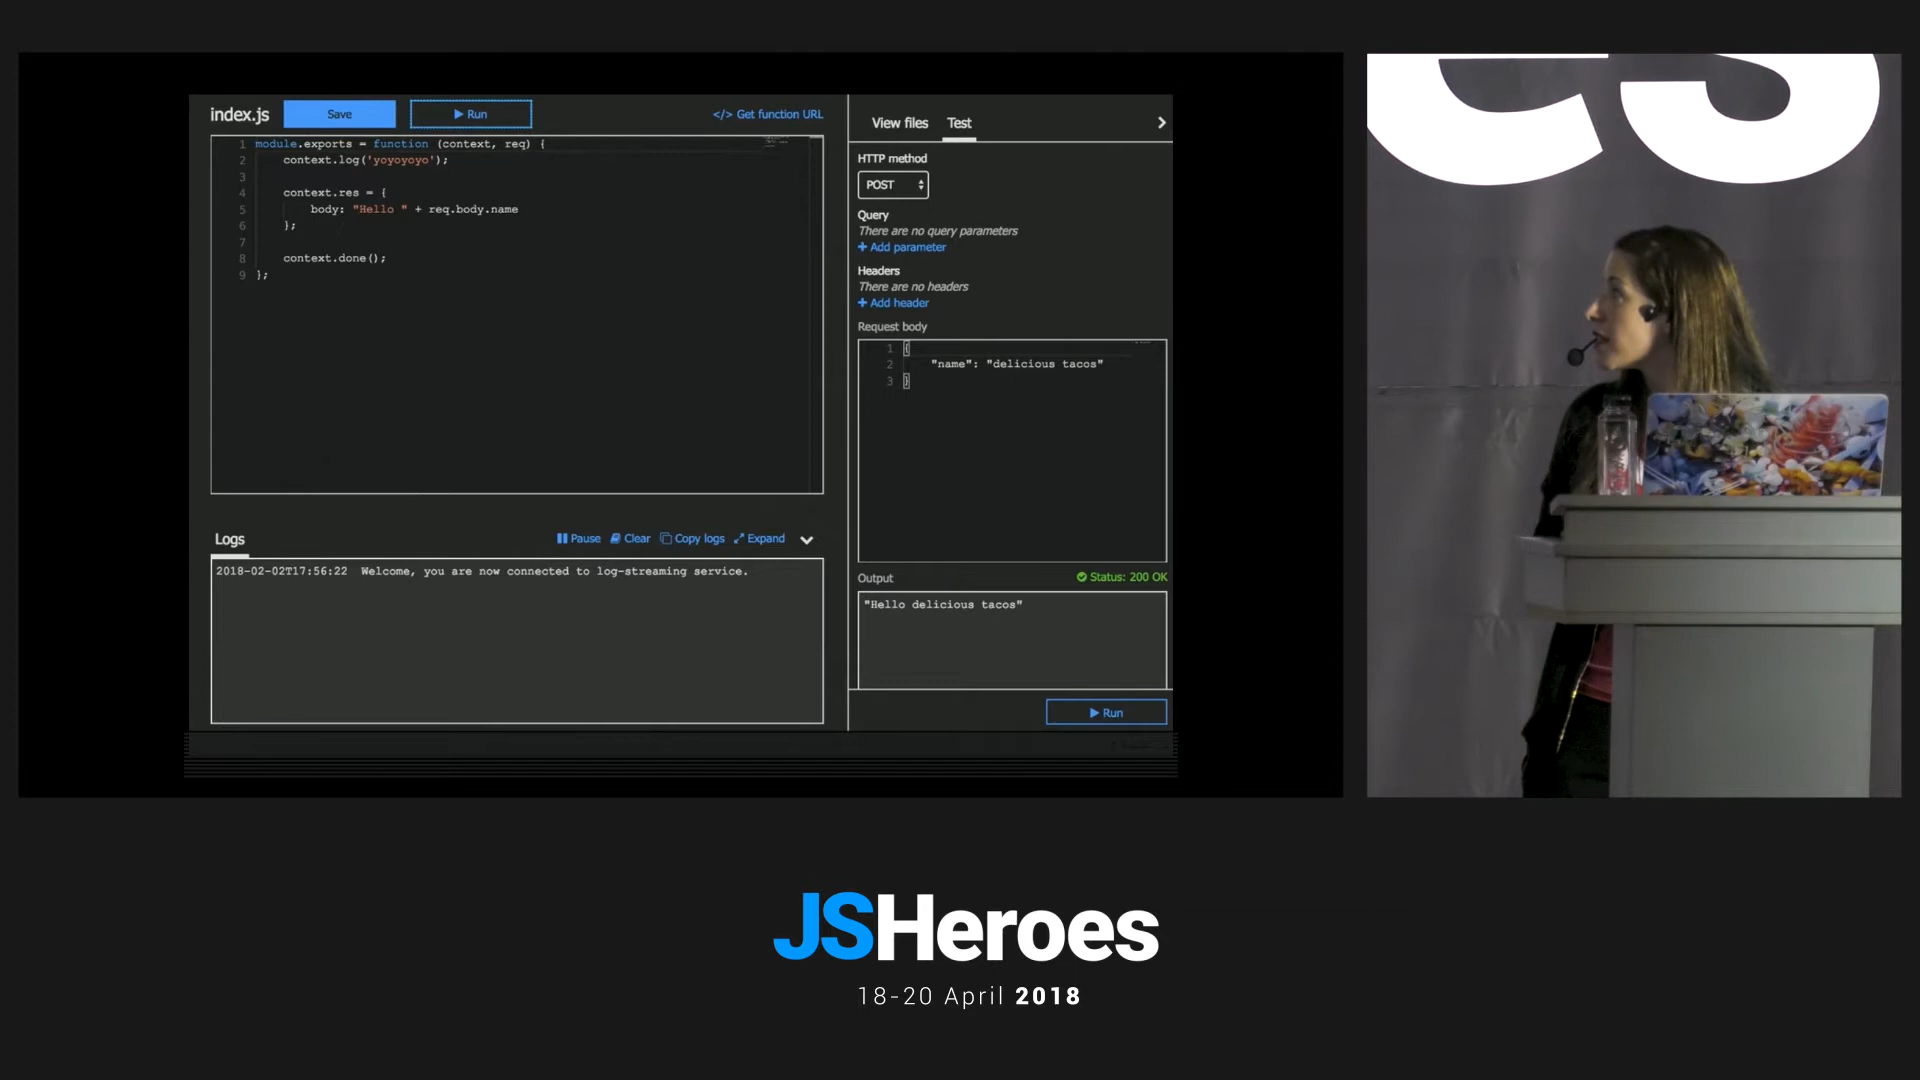 index.js Save Run </> Get function URL
1 module.exports = function (context, req) {
2 context.log('yoyoyoyo');
3
4 context.res = {
5 body: "Hello " + req.body.name
6 };
7
8 context.done();
9 };
Logs Pause Clear Copy logs Expand
2018-02-02T17:56:22 Welcome, you are now connected to log-streaming service.
View files Test
HTTP method
POST
Query
There are no query parameters
+ Add parameter
Headers
There are no headers
+ Add header
Request body
1 {
2 "name": "delicious tacos"
3 }
Output Status: 200 OK
"Hello delicious tacos"
Run
es
JSHeroes
18-20 April 2018